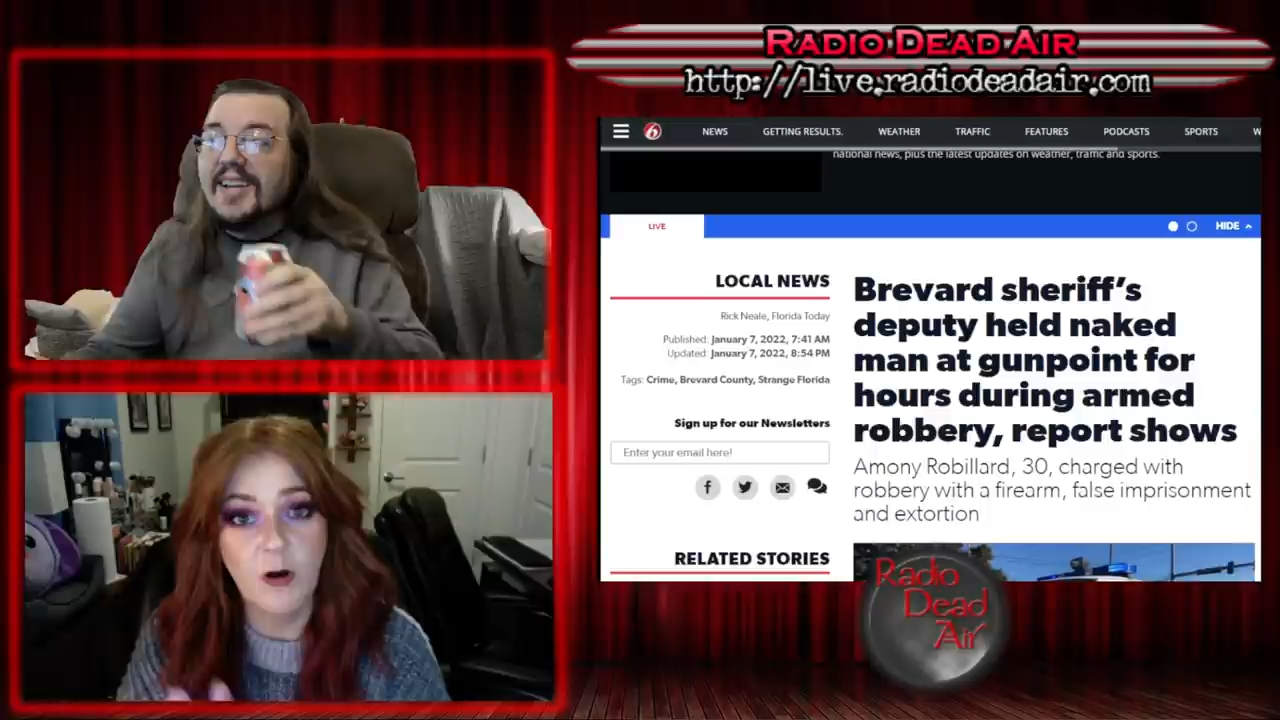 RADIO DEAD AIR
http://live.radiodeadair.com
6
NEWS
GETTING RESULTS.
WEATHER
TRAFFIC
FEATURES
PODCASTS
SPORTS
W
national news, plus the latest updates on weather, traffic and sports.
LIVE
HIDE
LOCAL NEWS
Rick Neale, Florida Today
Published: January 7, 2022, 7:41 AM
Updated: January 7, 2022, 8:54 PM
Tags: Crime, Brevard County, Strange Florida
Sign up for our Newsletters
Enter your email here!
RELATED STORIES
Brevard sheriff's
deputy held naked
man at gunpoint for
hours during armed
robbery, report shows
Amony Robillard, 30, charged with
robbery with a firearm, false imprisonment
and extortion
Radio
Dead
Air